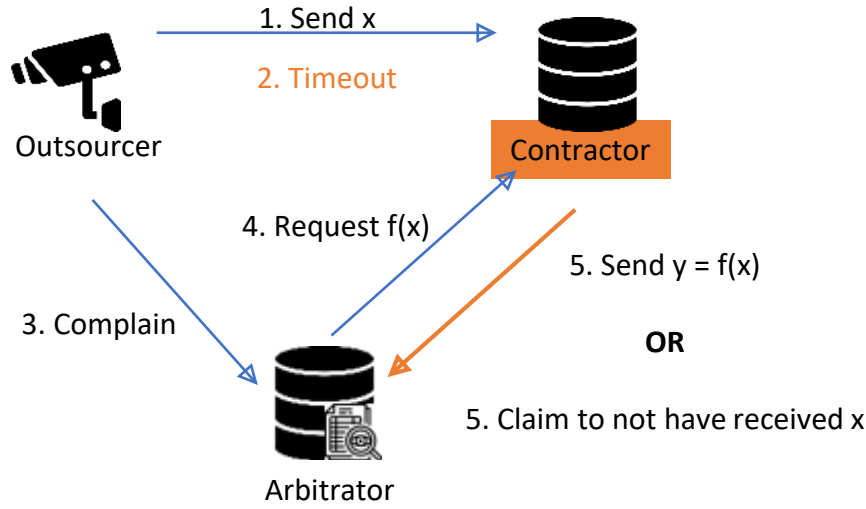 1. Send x
2. Timeout
Outsourcer
Contractor
4. Request f(x)
5. Send y = f(x)
3. Complain
OR
5. Claim to not have received x
Arbitrator